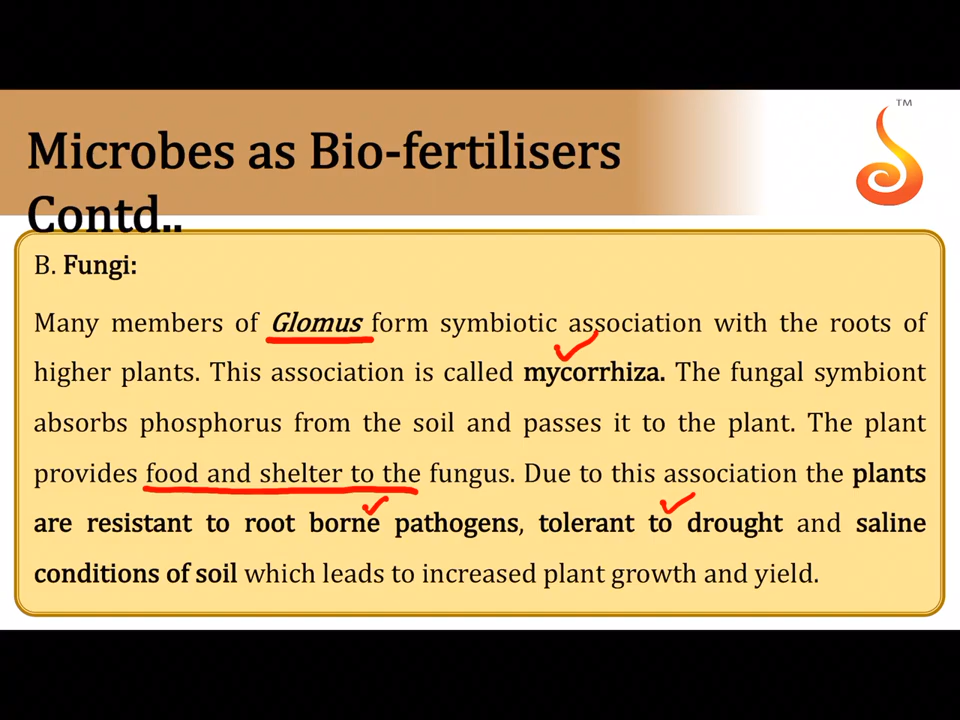 TM
Microbes as Bio-fertilisers
Contd..
B. Fungi:
Many members of Glomus form symbiotic association with the roots of
higher plants. This association is called mycorrhiza. The fungal symbiont
absorbs phosphorus from the soil and passes it to the plant. The plant
provides food and shelter to the fungus. Due to this association the plants
are resistant to root borne pathogens, tolerant to drought and saline
conditions of soil which leads to increased plant growth and yield.